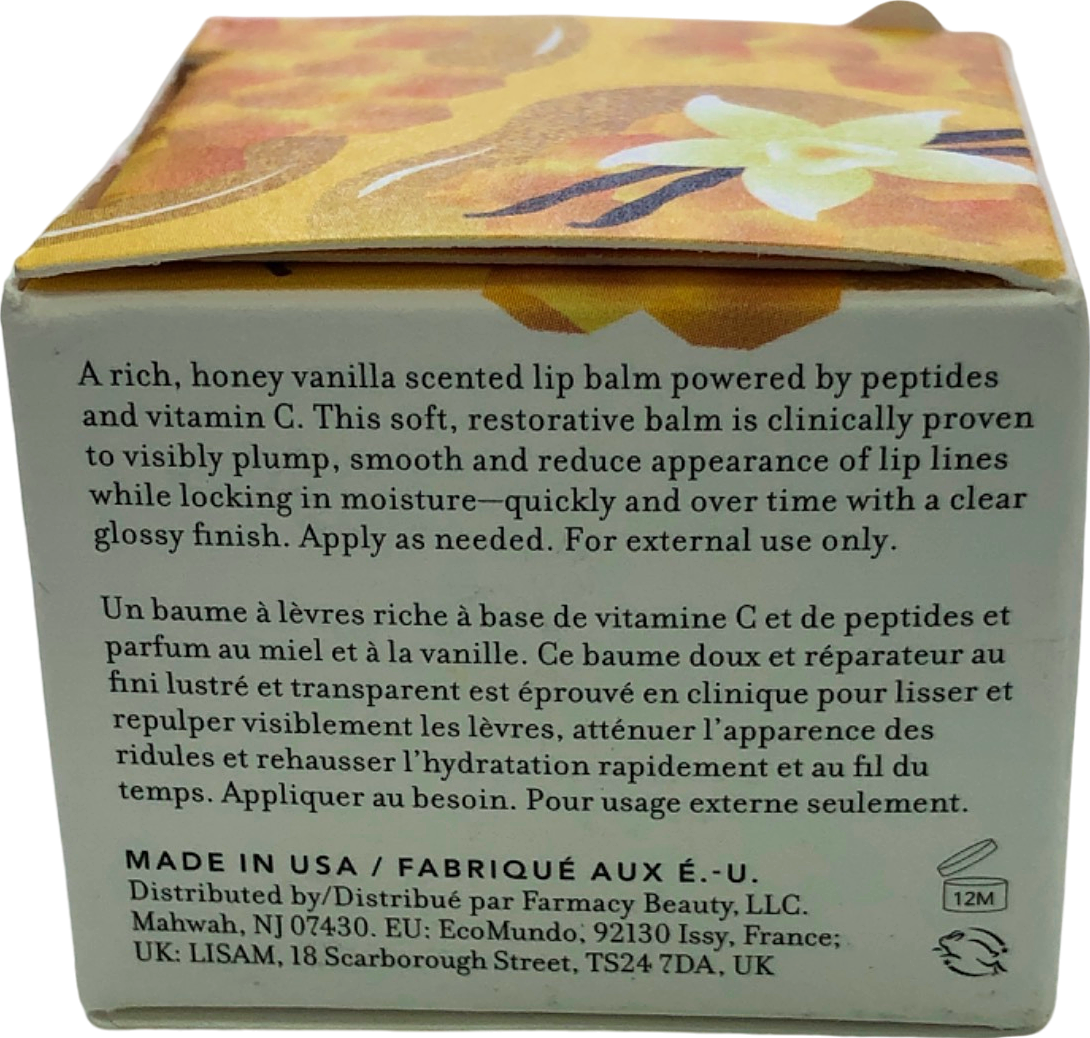 A rich, honey vanilla scented lip balm powered by peptides
and vitamin C. This soft, restorative balm is clinically proven
to visibly plump, smooth and reduce appearance of lip lines
while locking in moisture—quickly and over time with a clear
glossy finish. Apply as needed. For external use only.
Un baume à lèvres riche à base de vitamine C et de peptides et
parfum au miel et à la vanille. Ce baume doux et réparateur au
fini lustré et transparent est éprouvé en clinique pour lisser et
repulper visiblement les lèvres, atténuer l'apparence des
ridules et rehausser l'hydratation rapidement et au fil du
temps. Appliquer au besoin. Pour usage externe seulement.
MADE IN USA / FABRIQUÉ AUX É.-U.
Distributed by/Distribué par Farmacy Beauty, LLC.
Mahwah, NJ 07430. EU: EcoMundo, 92130 Issy, France;
UK: LISAM, 18 Scarborough Street, TS24 7DA, UK
12M